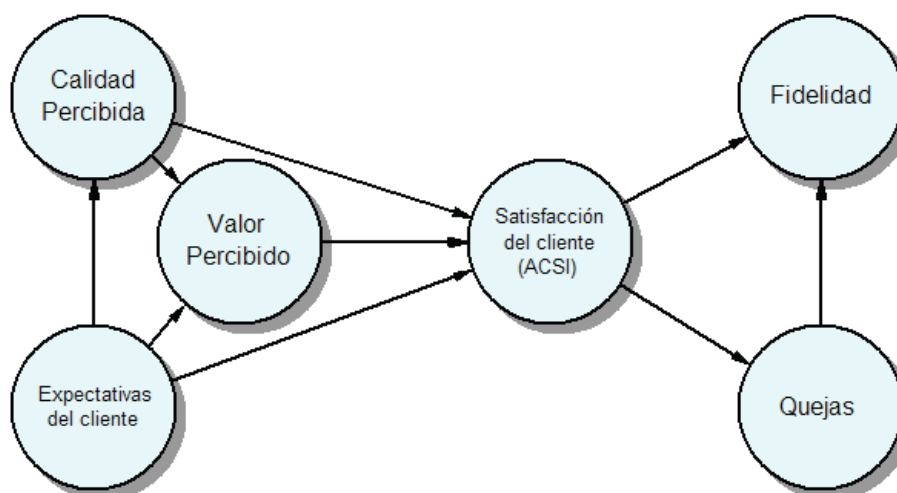 Calidad
Percibida
Fidelidad
Valor
Percibido
Satisfacción
del cliente
(ACSI)
Expectativas
del cliente
Quejas